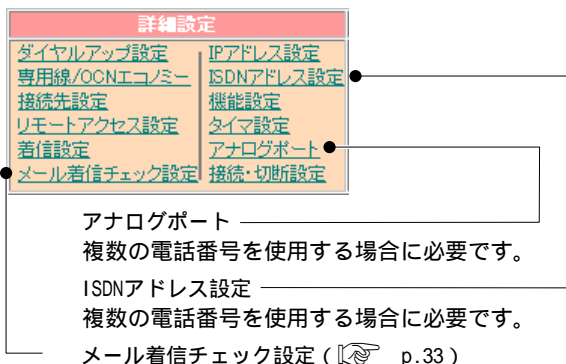 詳細設定
ダイヤルアップ設定
専用線/OCNエコノミー
接続先設定
リモートアクセス設定
着信設定
メール着信チェック設定
IPアドレス設定
ISDNアドレス設定
機能設定
タイマ設定
アナログポート
接続・切断設定
アナログポート
複数の電話番号を使用する場合に必要です。
ISDNアドレス設定
複数の電話番号を使用する場合に必要です。
メール着信チェック設定(☞ p.33)